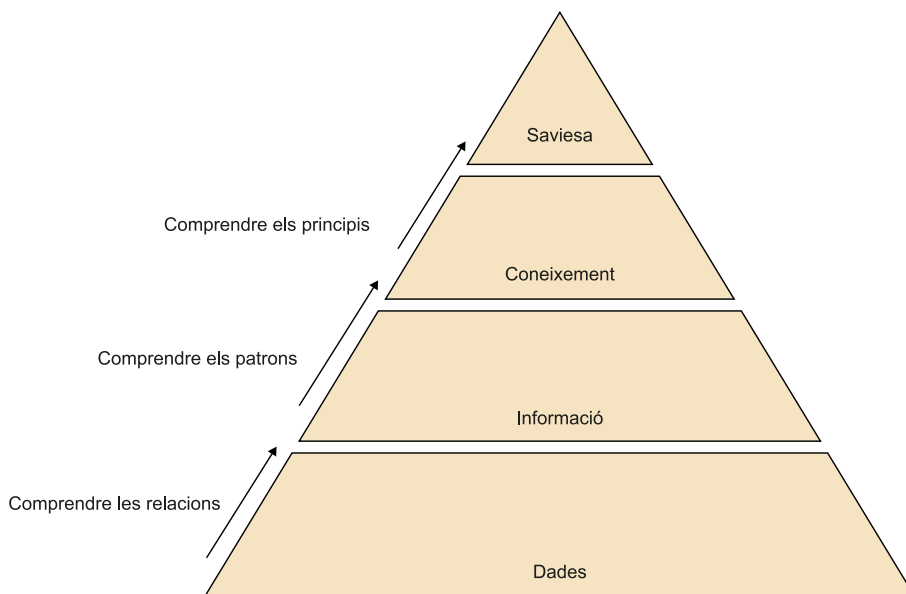 Saviesa
Comprendre els principis
Coneixement
Comprendre els patrons
Informació
Comprendre les relacions
Dades